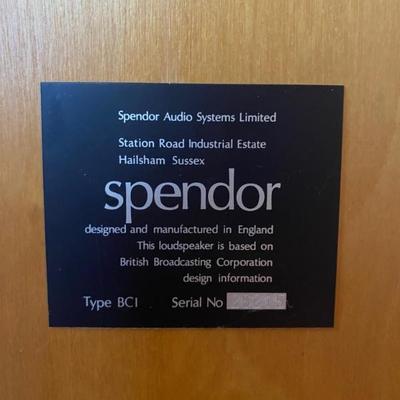 Spendor Audio Systems Limited
Station Road Industrial Estate
Hailsham Sussex
spendor
designed and manufactured in England
This loudspeaker is based on
British Broadcasting Corporation
design information
Type BC1 Serial No